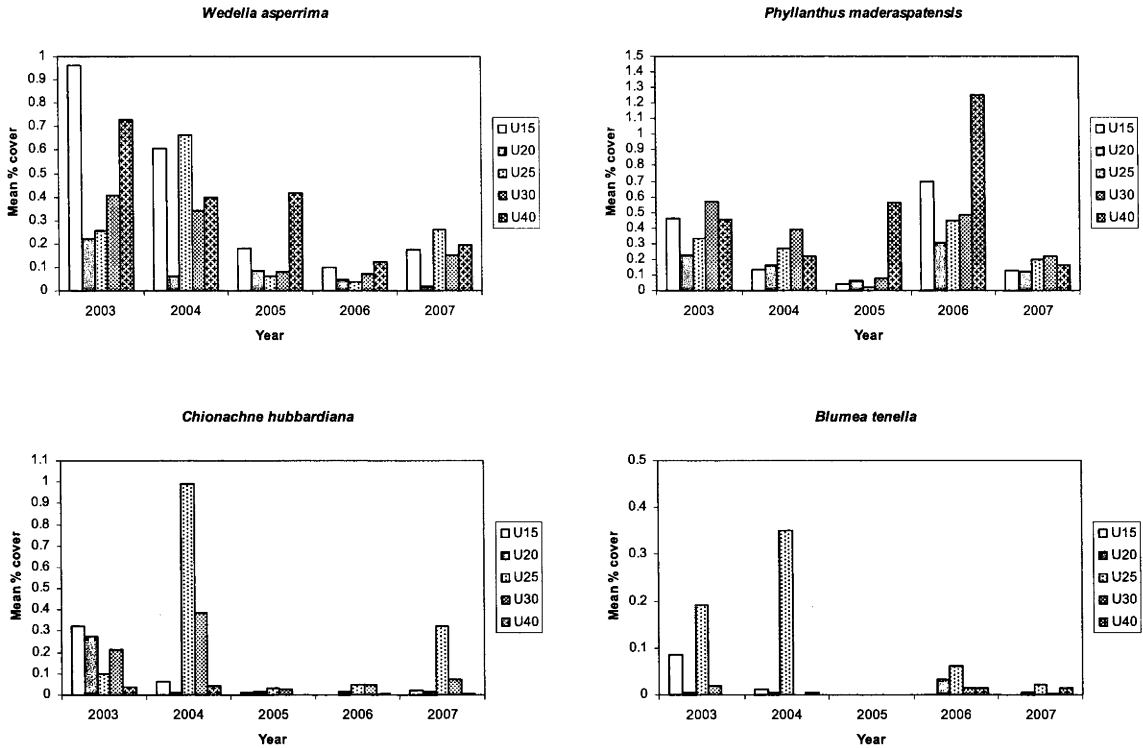 Wedelia asperrima
1
0.9
0.8
0.7
0.6
0.5
0.4
0.3
0.2
0.1
0
Mean % cover
2003 2004 2005 2006 2007
Year
U15
U20
U25
U30
U40
Phyllanthus maderaspatensis
1.5
1.4
1.3
1.2
1.1
1
0.9
0.8
0.7
0.6
0.5
0.4
0.3
0.2
0.1
0
Mean % cover
2003 2004 2005 2006 2007
Year
U15
U20
U25
U30
U40
Chionachne hubbardiana
1.1
1
0.9
0.8
0.7
0.6
0.5
0.4
0.3
0.2
0.1
0
Mean % cover
2003 2004 2005 2006 2007
Year
U15
U20
U25
U30
U40
Blumea tenella
0.5
0.4
0.3
0.2
0.1
0
Mean % cover
2003 2004 2005 2006 2007
Year
U15
U20
U25
U30
U40